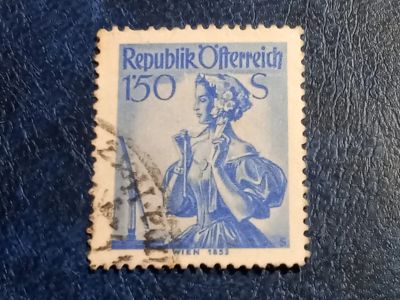 Republik Österreich
1'50 S
WIEN 1853